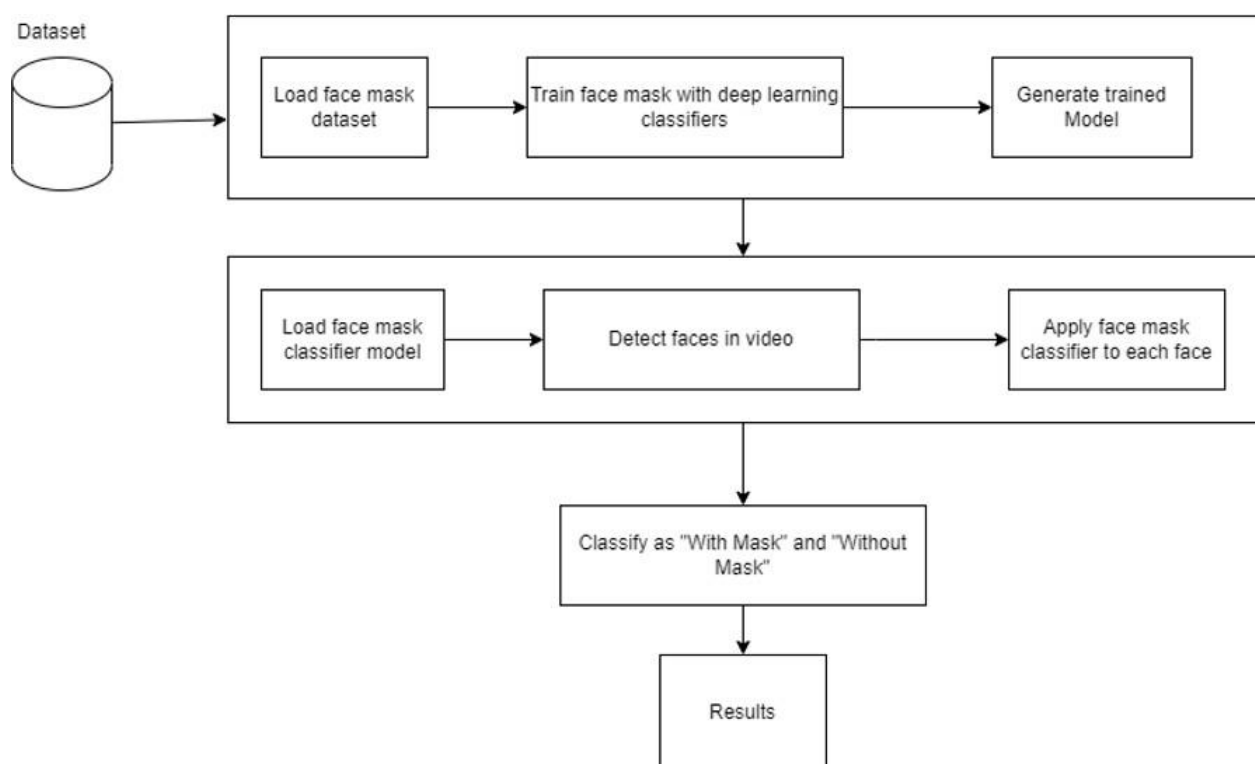 Dataset
Load face mask
dataset
Train face mask with deep learning
classifiers
Generate trained
Model
Load face mask
classifier model
Detect faces in video
Apply face mask
classifier to each face
Classify as "With Mask" and "Without
Mask"
Results